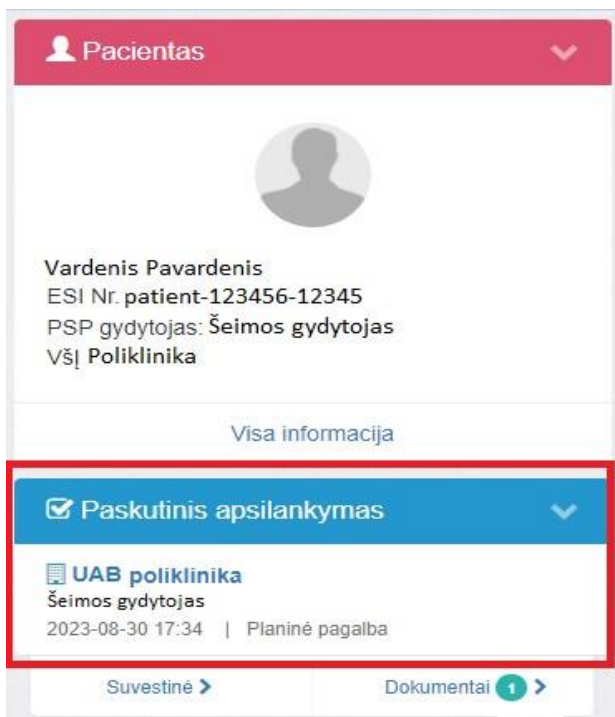 Pacientas
Vardenis Pavardenis
ESI Nr. patient-123456-12345
PSP gydytojas: Šeimos gydytojas
VšĮ Poliklinika
Visa informacija
Paskutinis apsilankymas
UAB poliklinika
Šeimos gydytojas
2023-08-30 17:34 | Planinė pagalba
Suvestinė Dokumentai 1